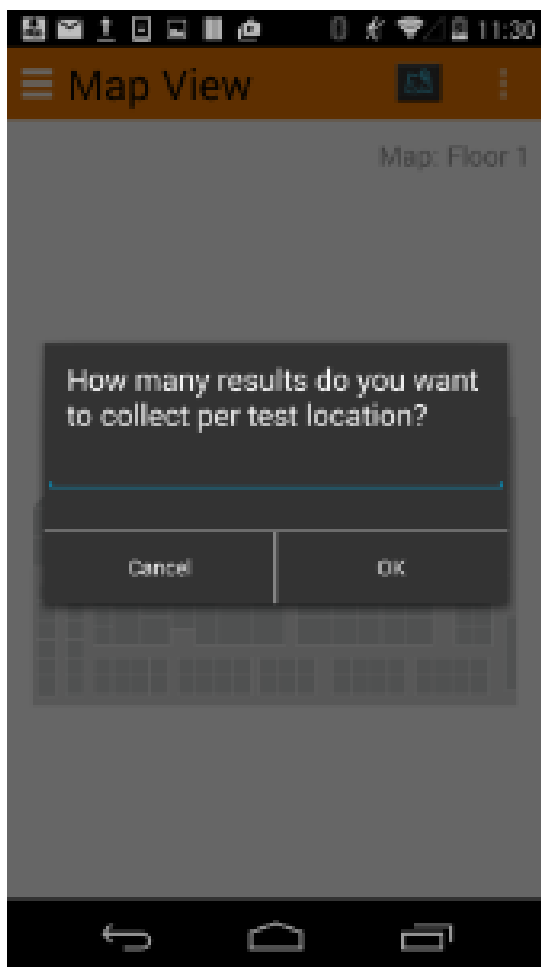 11:30
Map View
Map: Floor 1
How many results do you want
to collect per test location?
Cancel
OK